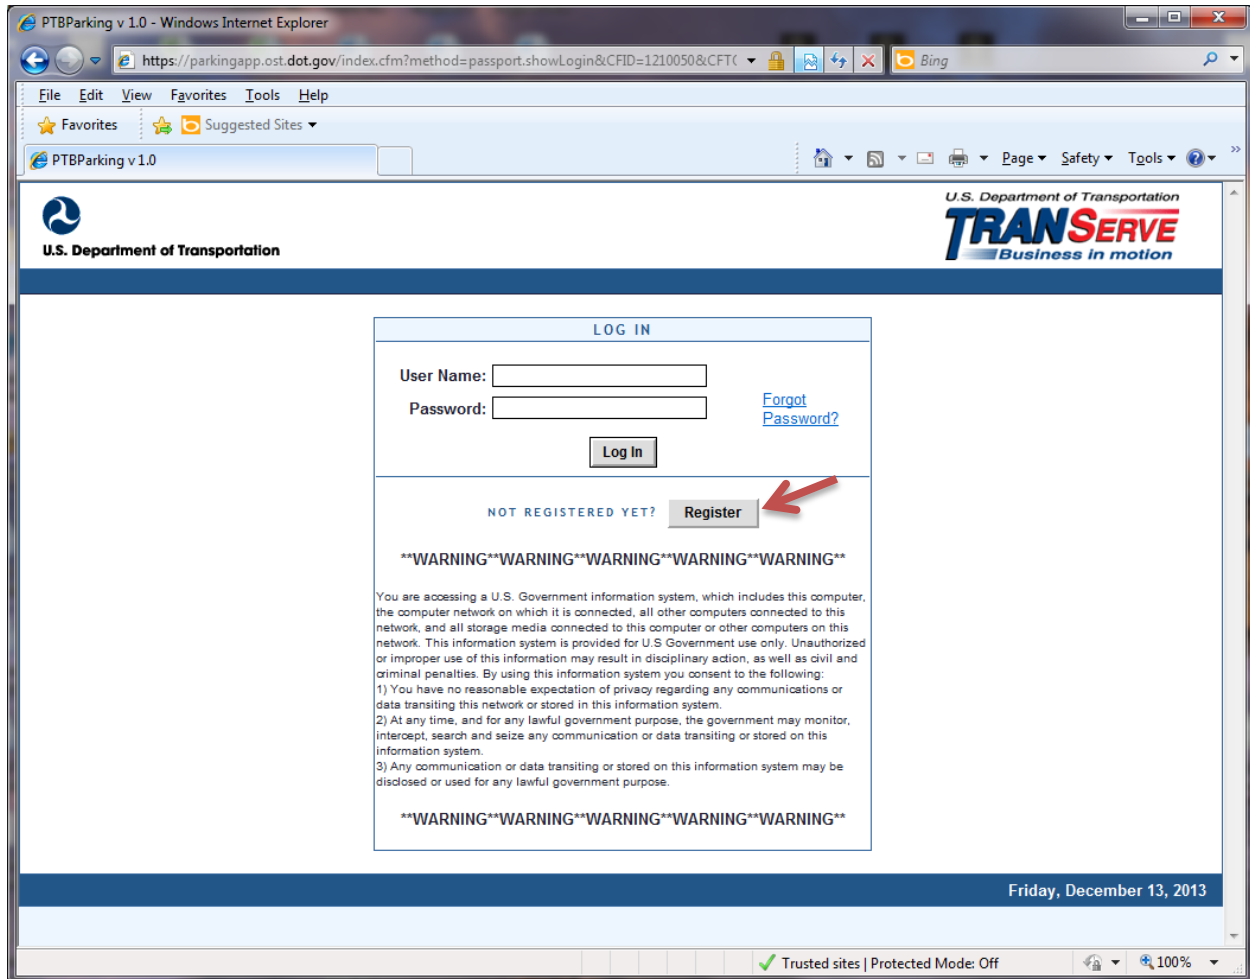 PTBParking v 1.0 - Windows Internet Explorer
https://parkingapp.ost.dot.gov/index.cfm?method=passport.showLogin&CFID=1210050&CFT(
Bing
File Edit View Favorites Tools Help
Favorites Suggested Sites
PTBParking v 1.0
Page Safety Tools
U.S. Department of Transportation
U.S. Department of Transportation
TRANSERVE
Business in motion
LOG IN
User Name:
Password:
Forgot
Password?
Log In
NOT REGISTERED YET? Register
**WARNING**WARNING**WARNING**WARNING**WARNING**
You are accessing a U.S. Government information system, which includes this computer,
the computer network on which it is connected, all other computers connected to this
network, and all storage media connected to this computer or other computers on this
network. This information system is provided for U.S Government use only. Unauthorized
or improper use of this information may result in disciplinary action, as well as civil and
criminal penalties. By using this information system you consent to the following:
1) You have no reasonable expectation of privacy regarding any communications or
data transiting this network or stored in this information system.
2) At any time, and for any lawful government purpose, the government may monitor,
intercept, search and seize any communication or data transiting or stored on this
information system.
3) Any communication or data transiting or stored on this information system may be
disclosed or used for any lawful government purpose.
**WARNING**WARNING**WARNING**WARNING**WARNING**
Friday, December 13, 2013
Trusted sites | Protected Mode: Off
100%